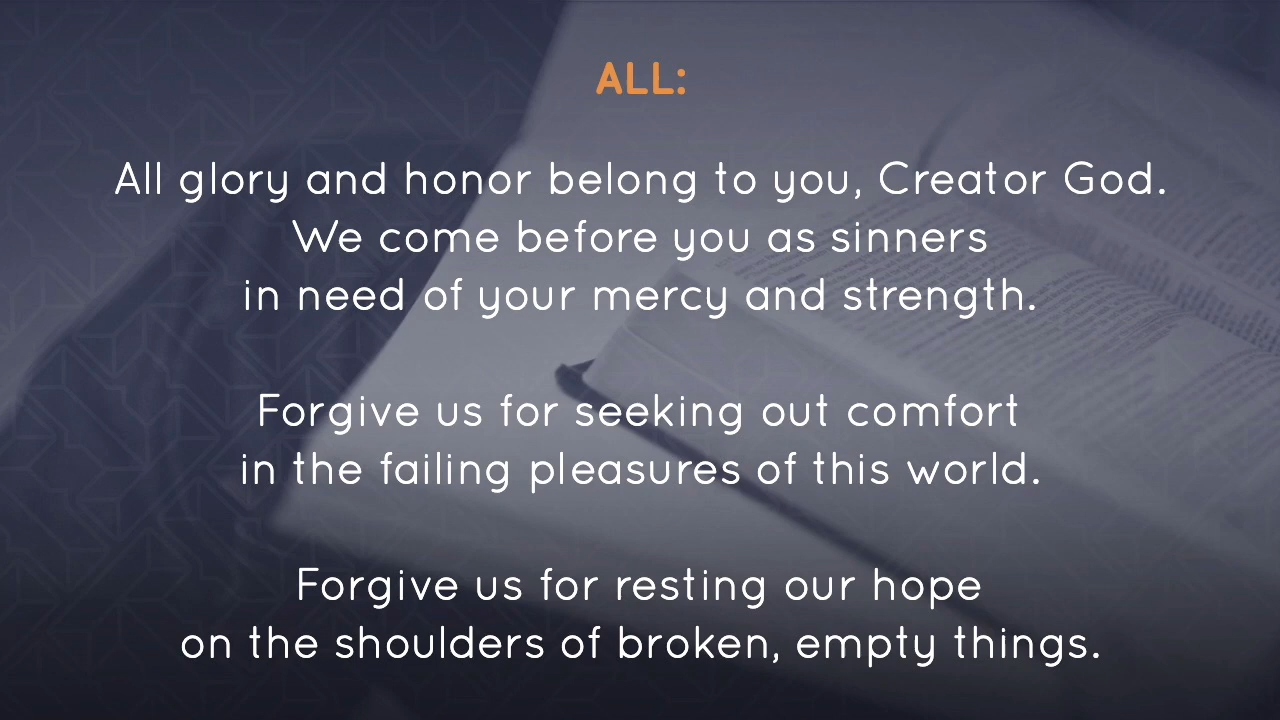 ALL:
All glory and honor belong to you, Creator God.
We come before you as sinners
in need of your mercy and strength.
Forgive us for seeking out comfort
in the failing pleasures of this world.
Forgive us for resting our hope
on the shoulders of broken, empty things.